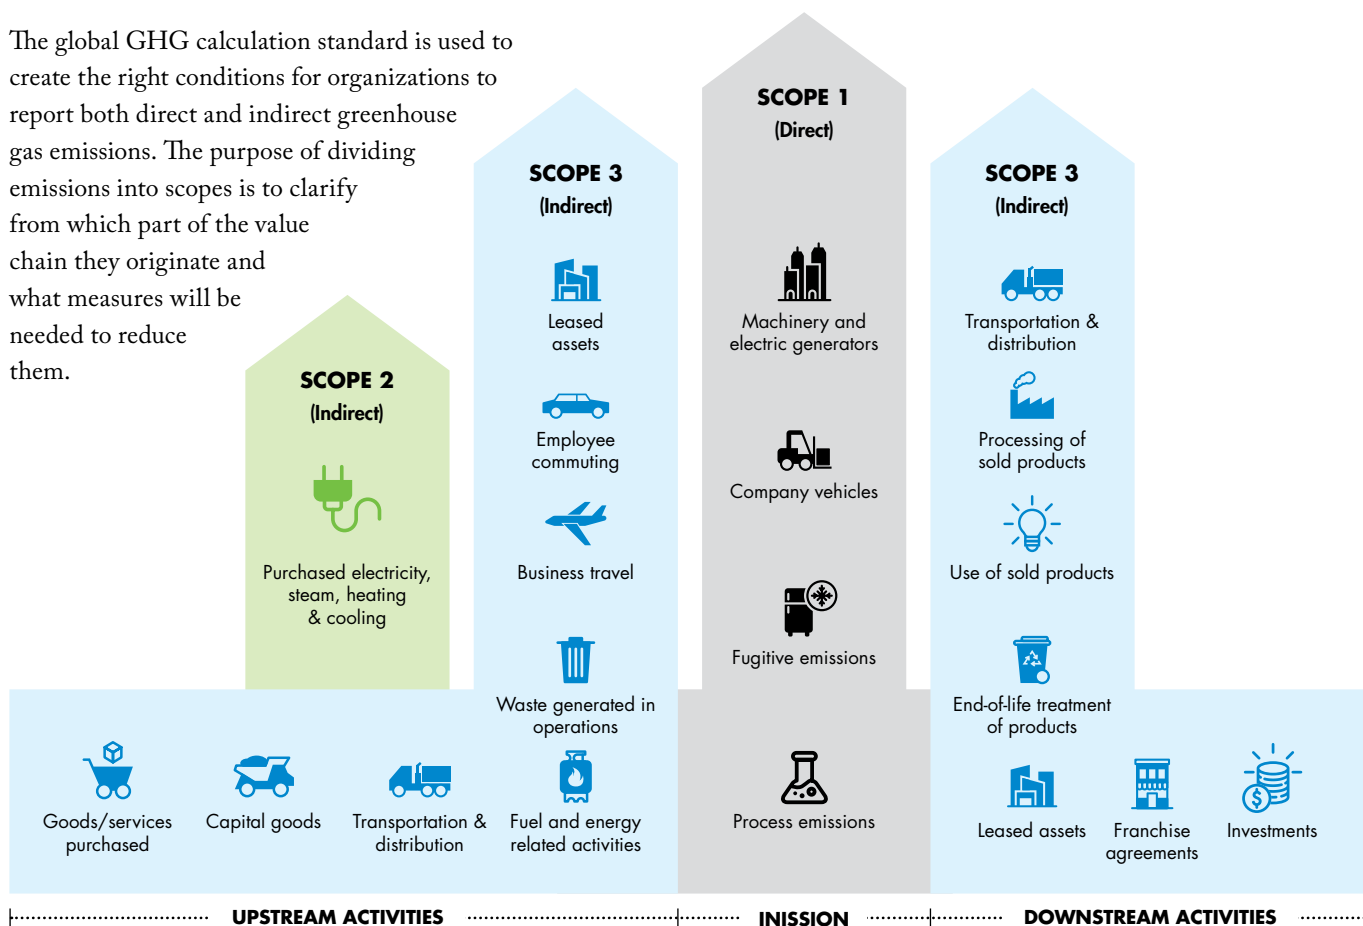 The global GHG calculation standard is used to
create the right conditions for organizations to
report both direct and indirect greenhouse
gas emissions. The purpose of dividing
emissions into scopes is to clarify
from which part of the value
chain they originate and
what measures will be
needed to reduce
them.
SCOPE 2
(Indirect)
Purchased electricity,
steam, heating
& cooling
SCOPE 3
(Indirect)
Leased
assets
Employee
commuting
Business travel
Waste generated in
operations
Goods/services
purchased
Capital goods
Transportation &
distribution
Fuel and energy
related activities
SCOPE 1
(Direct)
Machinery and
electric generators
Company vehicles
Fugitive emissions
Process emissions
SCOPE 3
(Indirect)
Transportation &
distribution
Processing of
sold products
Use of sold products
End-of-life treatment
of products
Leased assets
Franchise
agreements
$
Investments
UPSTREAM ACTIVITIES
INISSION
DOWNSTREAM ACTIVITIES